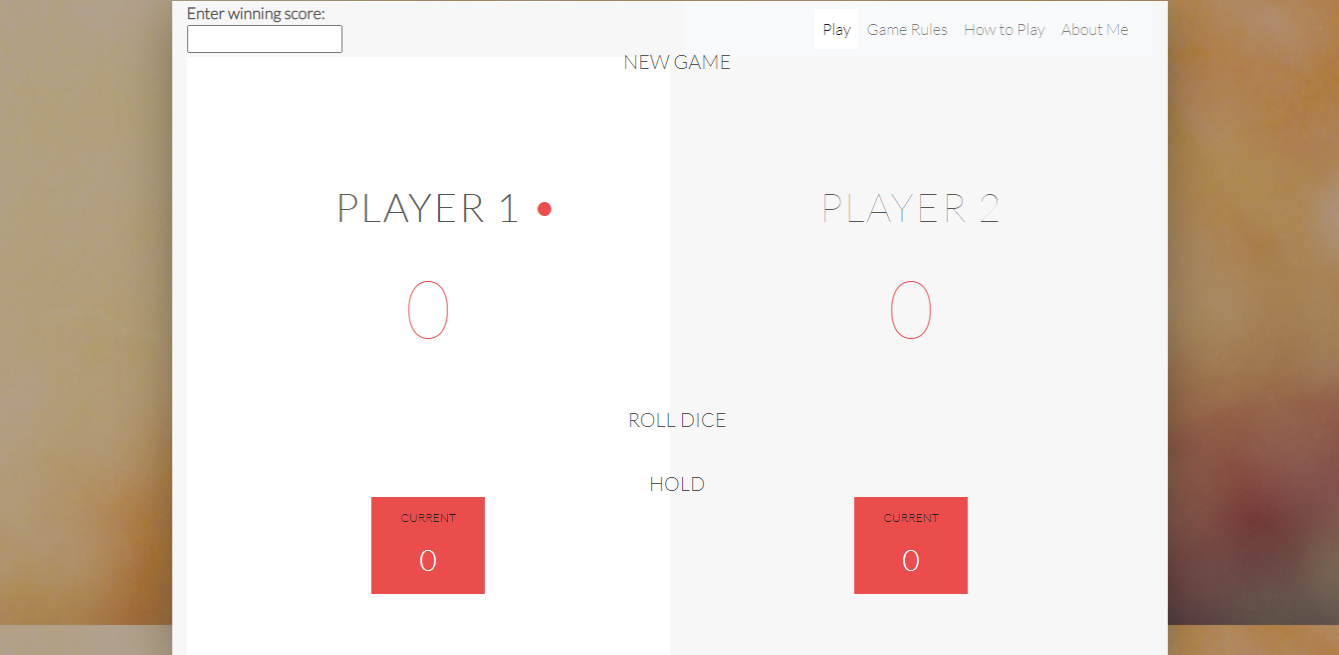 Enter winning score:
Play Game Rules How to Play About Me
NEW GAME
PLAYER 1
PLAYER 2
0
0
ROLL DICE
HOLD
CURRENT
0
CURRENT
0